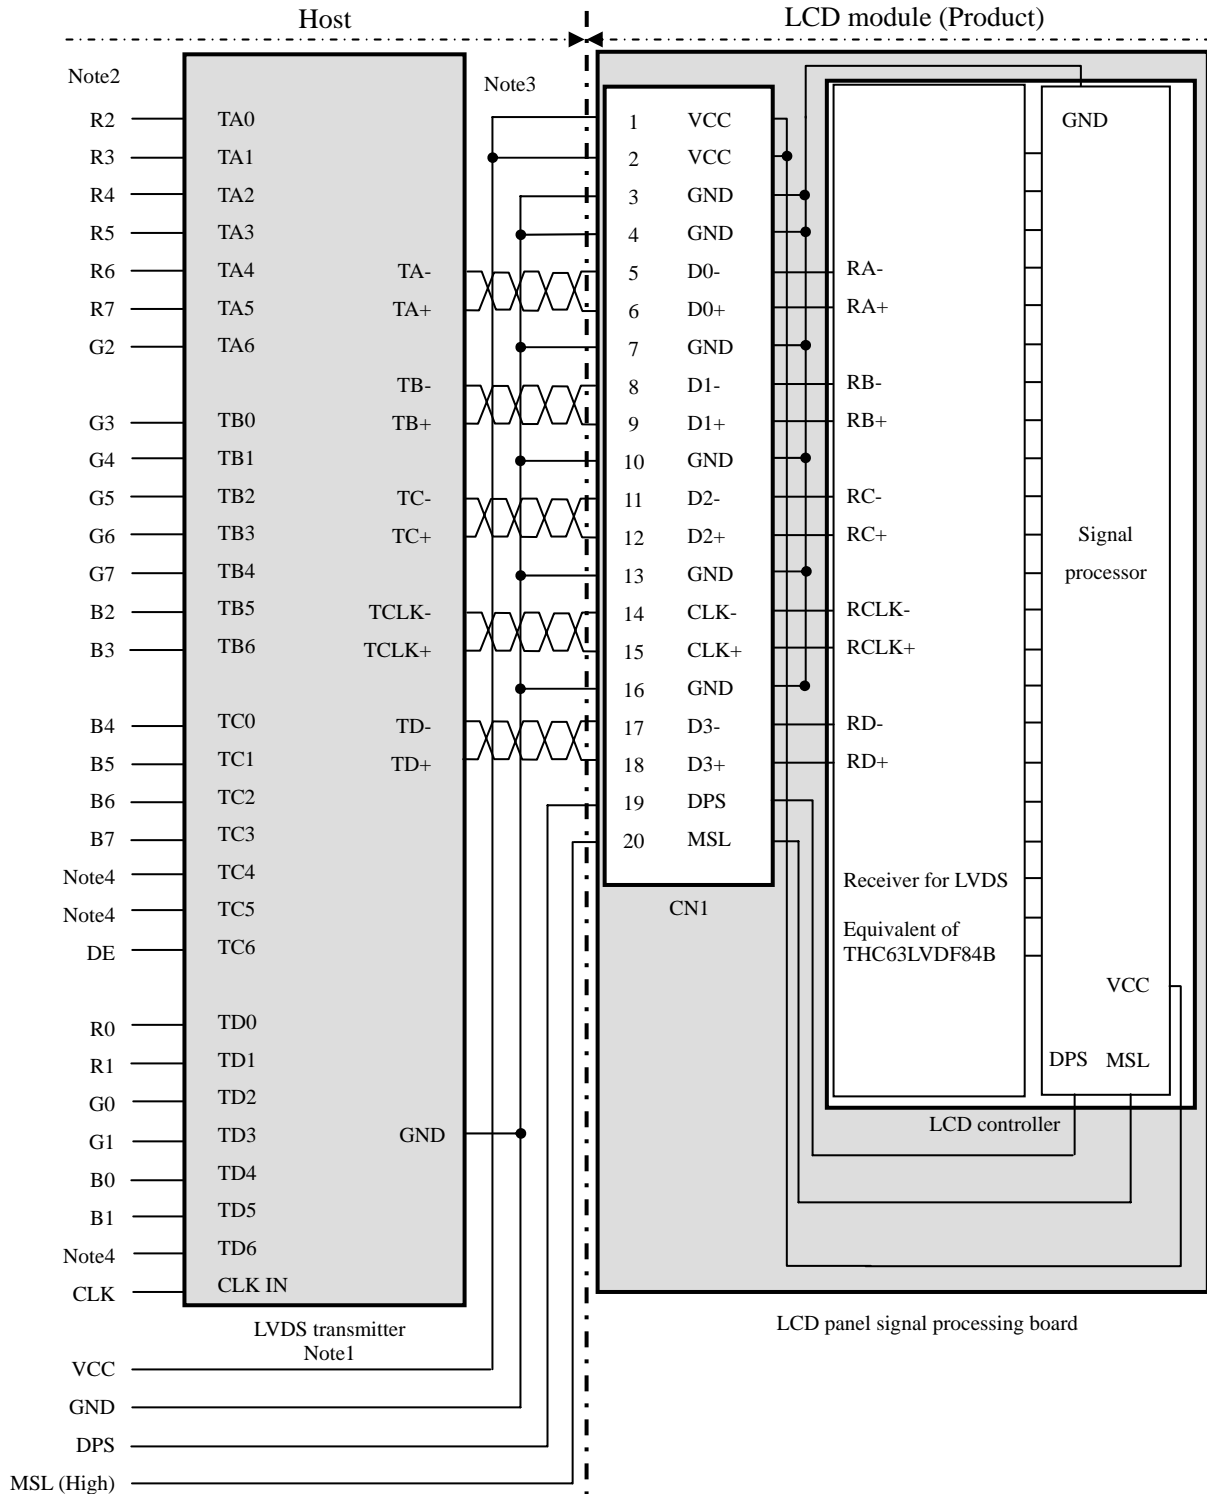 Host
LCD module (Product)
Note2
Note3
R2 TA0
R3 TA1
R4 TA2
R5 TA3
R6 TA4 TA-
R7 TA5 TA+
G2 TA6
TB-
G3 TB0 TB+
G4 TB1
G5 TB2 TC-
G6 TB3 TC+
G7 TB4
B2 TB5 TCLK-
B3 TB6 TCLK+
B4 TC0 TD-
B5 TC1 TD+
B6 TC2
B7 TC3
Note4 TC4
Note4 TC5
DE TC6
R0 TD0
R1 TD1
G0 TD2
G1 TD3 GND
B0 TD4
B1 TD5
Note4 TD6
CLK CLK IN
LVDS transmitter
Note1
VCC
GND
DPS
MSL (High)
1 VCC
2 VCC
3 GND
4 GND
5 D0-
6 D0+
7 GND
8 D1-
9 D1+
10 GND
11 D2-
12 D2+
13 GND
14 CLK-
15 CLK+
16 GND
17 D3-
18 D3+
19 DPS
20 MSL
CN1
RA-
RA+
RB-
RB+
RC-
RC+
RCLK-
RCLK+
RD-
RD+
Receiver for LVDS
Equivalent of
THC63LVDF84B
GND
Signal
processor
VCC
DPS MSL
LCD controller
LCD panel signal processing board